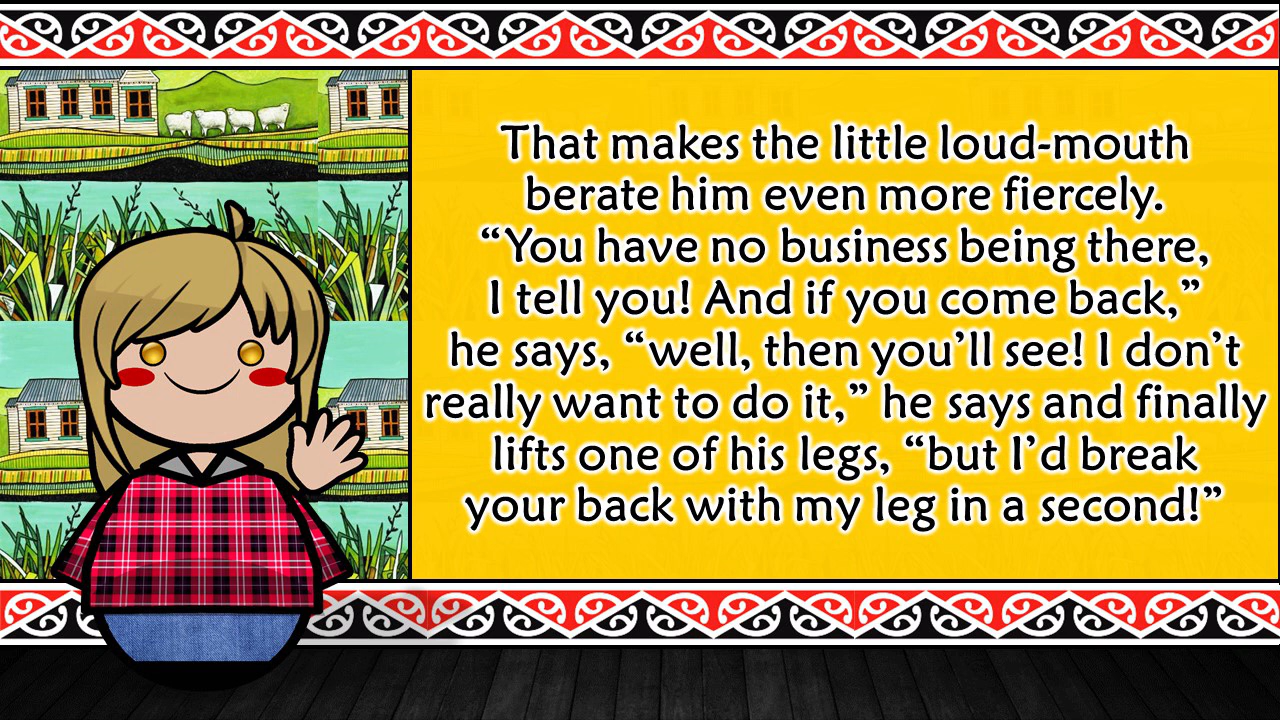 That makes the little loud-mouth
berate him even more fiercely.
“You have no business being there,
I tell you! And if you come back,”
he says, “well, then you’ll see! I don’t
really want to do it,” he says and finally
lifts one of his legs, “but I’d break
your back with my leg in a second!”